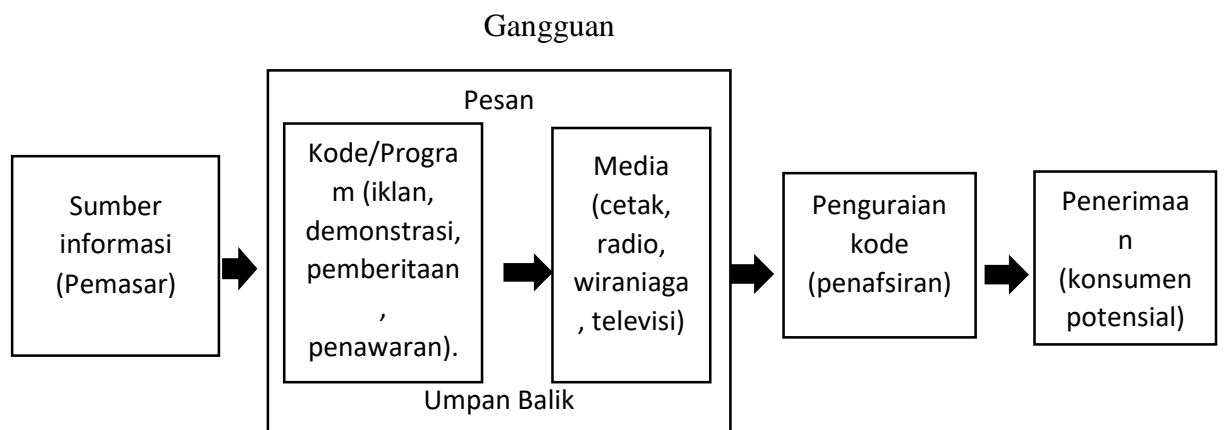 Gangguan
Pesan
Sumber
informasi
(Pemasar)
Kode/Progra
m (iklan,
demonstrasi,
pemberitaan
,
penawaran).
Media
(cetak,
radio,
wiraniaga
, televisi)
Penguraian
kode
(penafsiran)
Penerimaa
n
(konsumen
potensial)
Umpan Balik